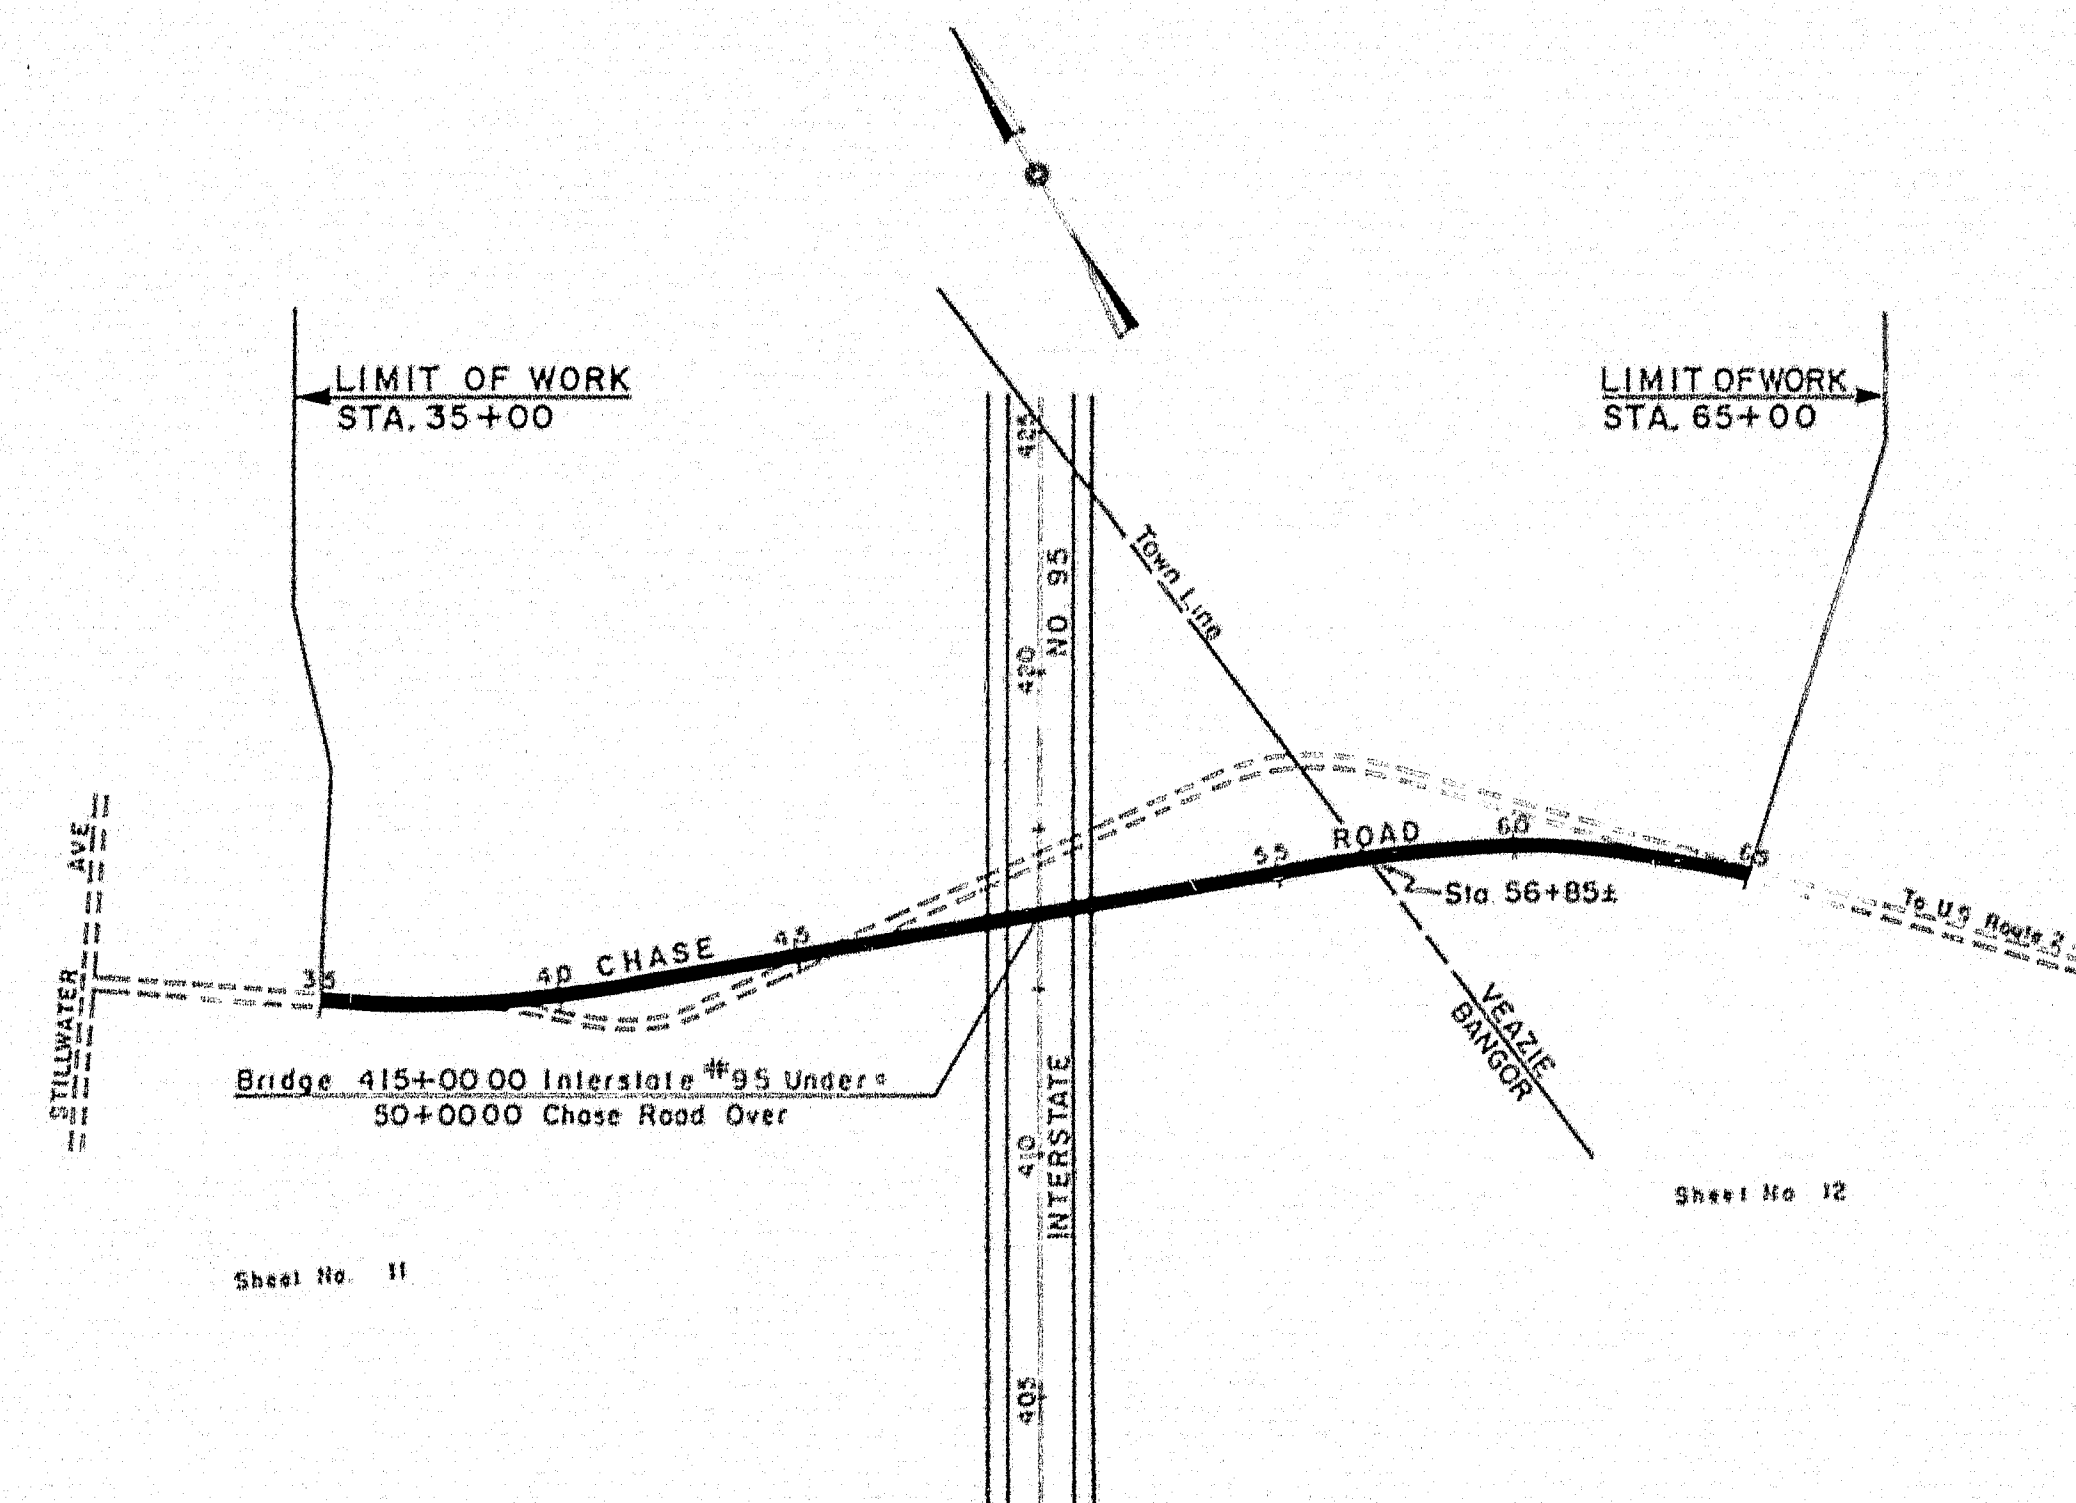 LIMIT OF WORK
STA. 35+00
LIMIT OF WORK
STA. 65+00
425
NO 95
Town Line
420
STILLWATER AVE
35
40
CHASE
45
55
ROAD
60
65
Sta 56+85±
To US Route 2
Bridge 415+00 00 Interstate #95 Under
50+00 00 Chase Road Over
VEAZIE
BANGOR
410
INTERSTATE
Sheet No 12
Sheet No. 11
405